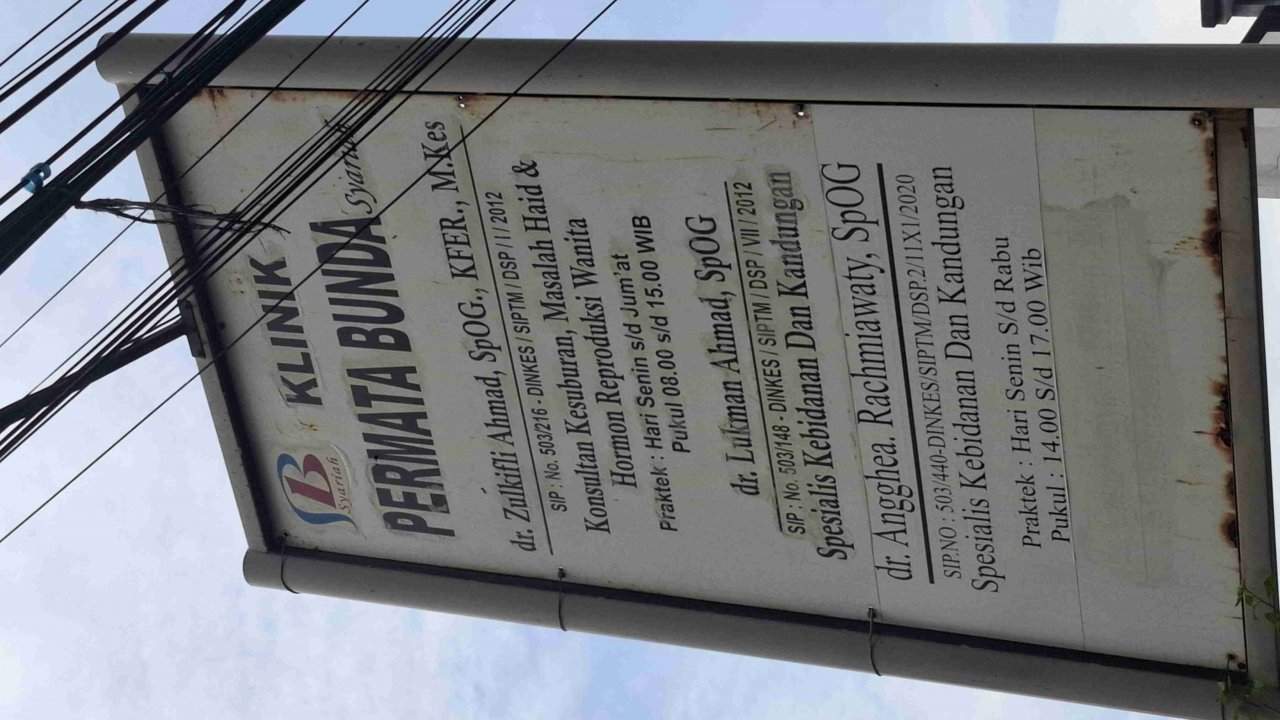 LB
Syariah
KLINIK
PERMATA BUNDA Syariah
dr. Zulkifli Ahmad, SpOG., KFER., M.Kes
SIP : No. 503/216 - DINKES / SIPTM / DSP / I / 2012
Konsultan Kesuburan, Masalah Haid &
Hormon Reproduksi Wanita
Praktek : Hari Senin s/d Jum'at
Pukul 08.00 s/d 15.00 WIB
dr. Lukman Ahmad, SpOG
SIP : No. 503/148 - DINKES / SIPTM / DSP / VII / 2012
Spesialis Kebidanan Dan Kandungan
dr. Angghea. Rachmiawaty, SpOG
SIP.NO : 503/440-DINKES/SIPTM/DSP.2/11X1/2020
Spesialis Kebidanan Dan Kandungan
Praktek : Hari Senin S/d Rabu
Pukul : 14.00 S/d 17.00 Wib